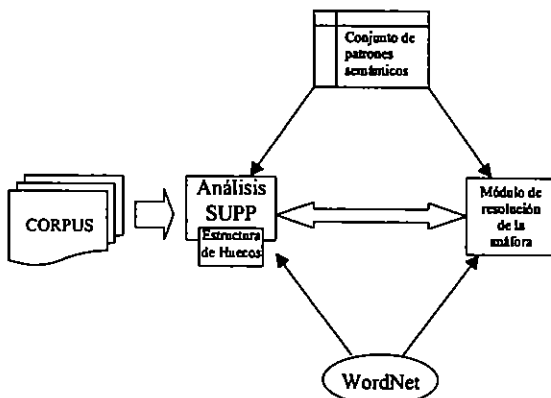 Conjunto de
patrones
semánticos
Análisis
SUPP
Estructura
de Huecos
CORPUS
Módulo de
resolución
de la
anáfora
WordNet